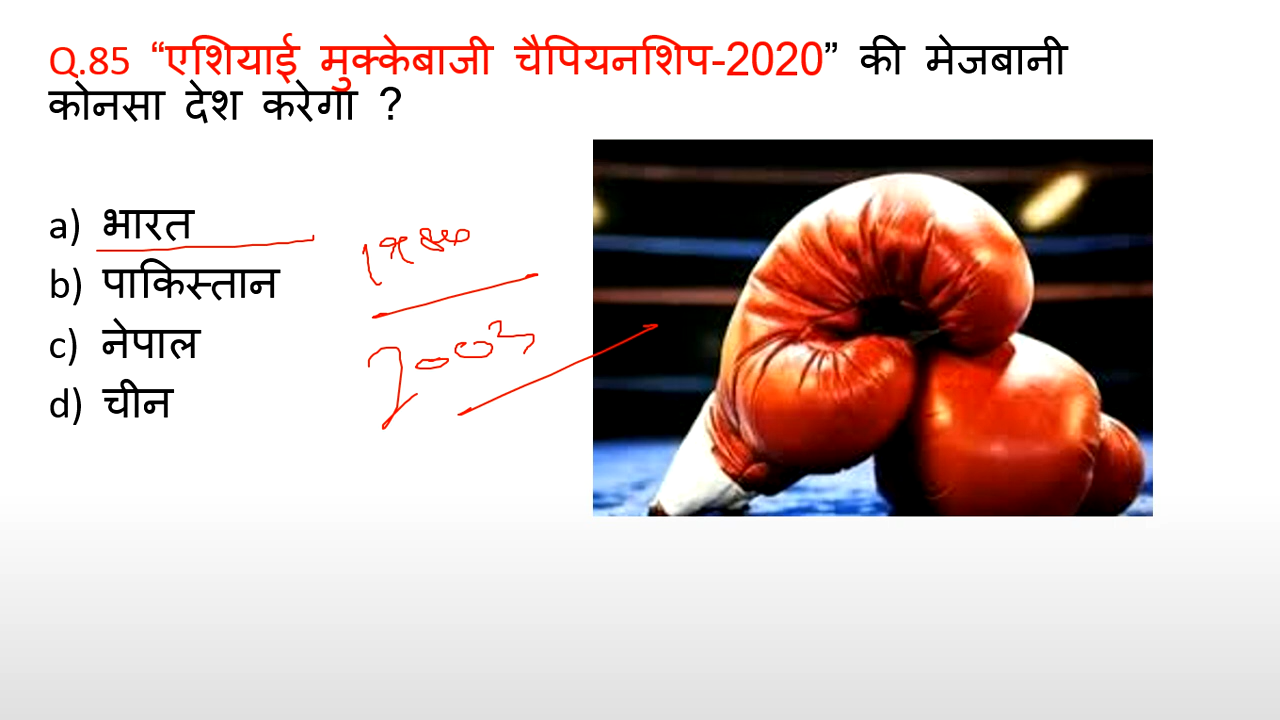 Q.85 “एशियाई मुक्केबाजी चैपियनशिप-2020” की मेजबानी
कोनसा देश करेगा ?
a) भारत
b) पाकिस्तान
c) नेपाल
d) चीन
1980
2003